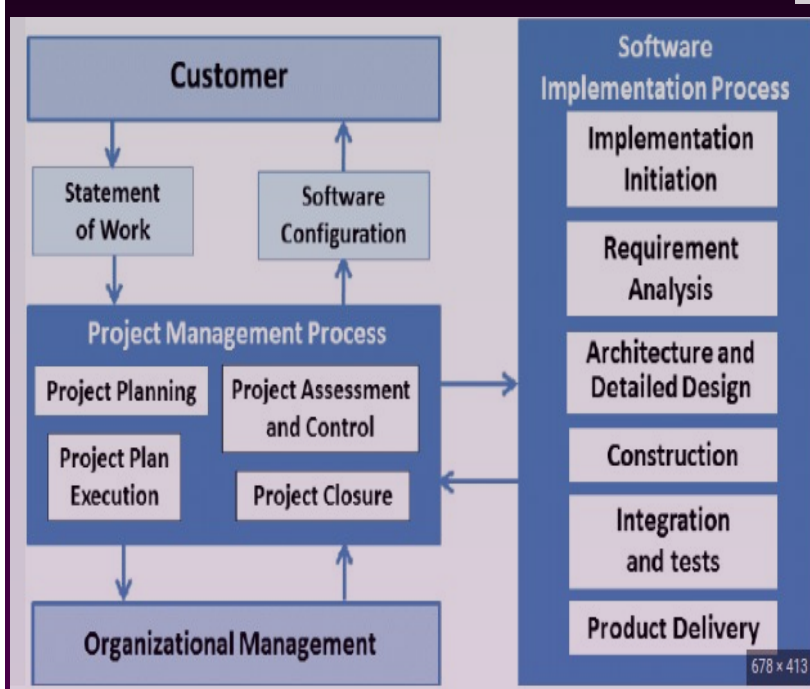 Customer
Statement
of Work
Software
Configuration
Project Management Process
Project Planning
Project Assessment
and Control
Project Plan
Execution
Project Closure
Organizational Management
Software
Implementation Process
Implementation
Initiation
Requirement
Analysis
Architecture and
Detailed Design
Construction
Integration
and tests
Product Delivery
678 × 413